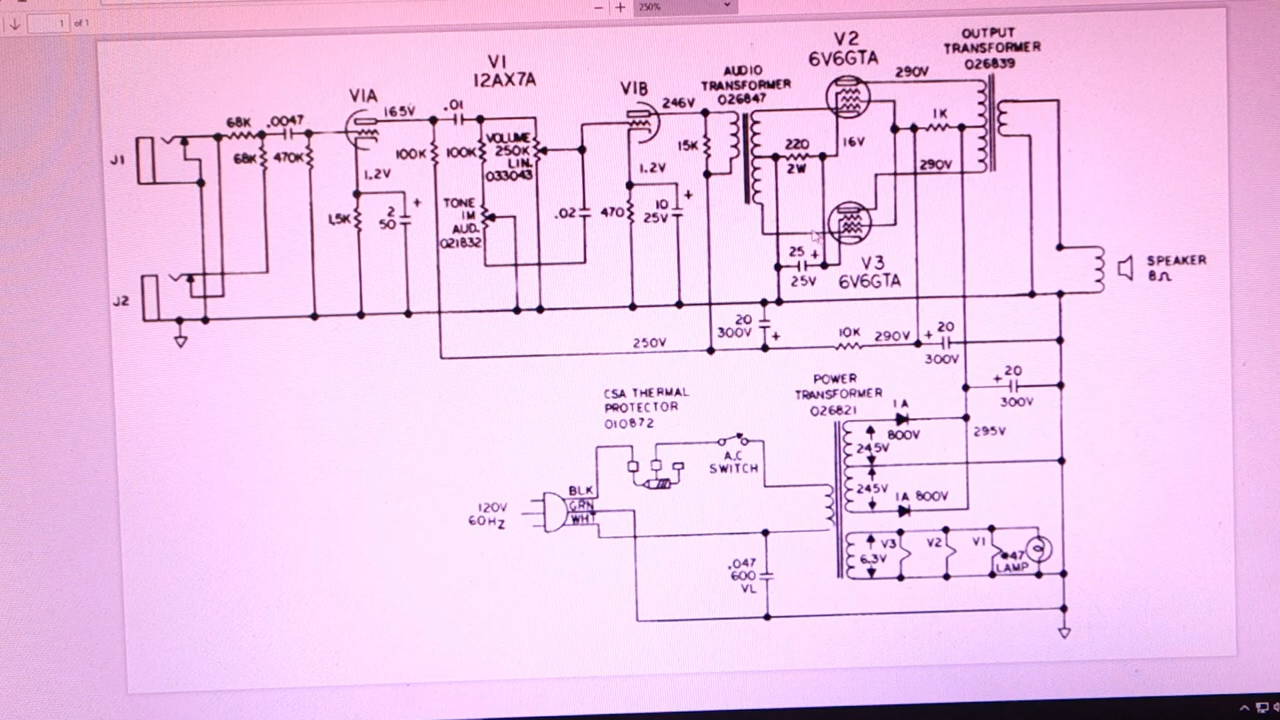 250%
1 of 1
V1
12AX7A
V1A
165V
.01
68K
.0047
68K
470K
J1
100K
100K
VOLUME
250K
LIN.
033043
1.2V
1.5K
2
50
+
TONE
1M
AUD.
021832
.02
V1B
246V
15K
1.2V
470
10
25V
+
AUDIO
TRANSFORMER
026847
V2
6V6GTA
290V
OUTPUT
TRANSFORMER
026839
220
2W
16V
1K
290V
25
+
25V
V3
6V6GTA
SPEAKER
8Ω
J2
20
300V
+
250V
10K
290V
+
20
300V
+
20
300V
CSA THERMAL
PROTECTOR
010872
POWER
TRANSFORMER
026821
1A
800V
295V
245V
245V
1A 800V
A.C
SWITCH
BLK
GRN
WHT
120V
60HZ
.047
600
VL
6.3V
V3
V2
V1
#47
LAMP